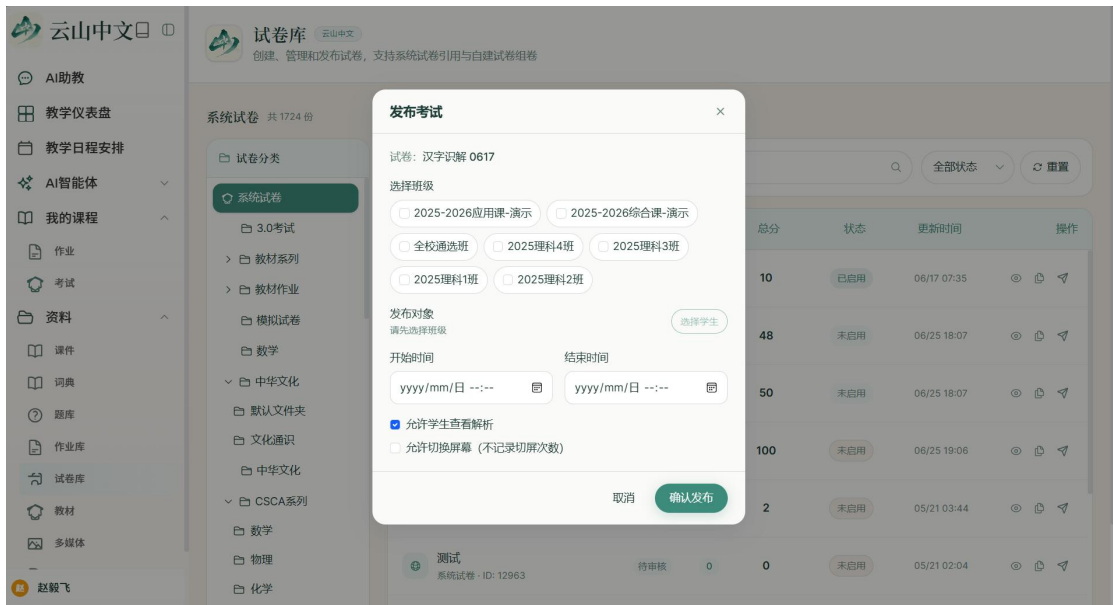 云山中文
AI助教
教学仪表盘
教学日程安排
AI智能体
我的课程
作业
考试
资料
课件
词典
题库
作业库
试卷库
教材
多媒体
赵毅飞
试卷库 云山中文
创建、管理和发布试卷，支持系统试卷引用与自建试卷组卷
系统试卷 共 1724 份
试卷分类
系统试卷
3.0考试
教材系列
教材作业
模拟试卷
数学
中华文化
默认文件夹
文化通识
中华文化
CSCA系列
数学
物理
化学
全部状态 重置
总分 状态 更新时间 操作
10 已启用 06/17 07:35
48 未启用 06/25 18:07
50 未启用 06/25 18:07
100 未启用 06/25 19:06
2 未启用 05/21 03:44
测试 待审核 0 0 未启用 05/21 02:04
系统试卷 · ID: 12963
发布考试 ×
试卷: 汉字识解 0617
选择班级
2025-2026应用课-演示 2025-2026综合课-演示
全校通选班 2025理科4班 2025理科3班
2025理科1班 2025理科2班
发布对象
请先选择班级 选择学生
开始时间 结束时间
yyyy/mm/日 --:-- yyyy/mm/日 --:--
允许学生查看解析
允许切换屏幕（不记录切屏次数）
取消 确认发布